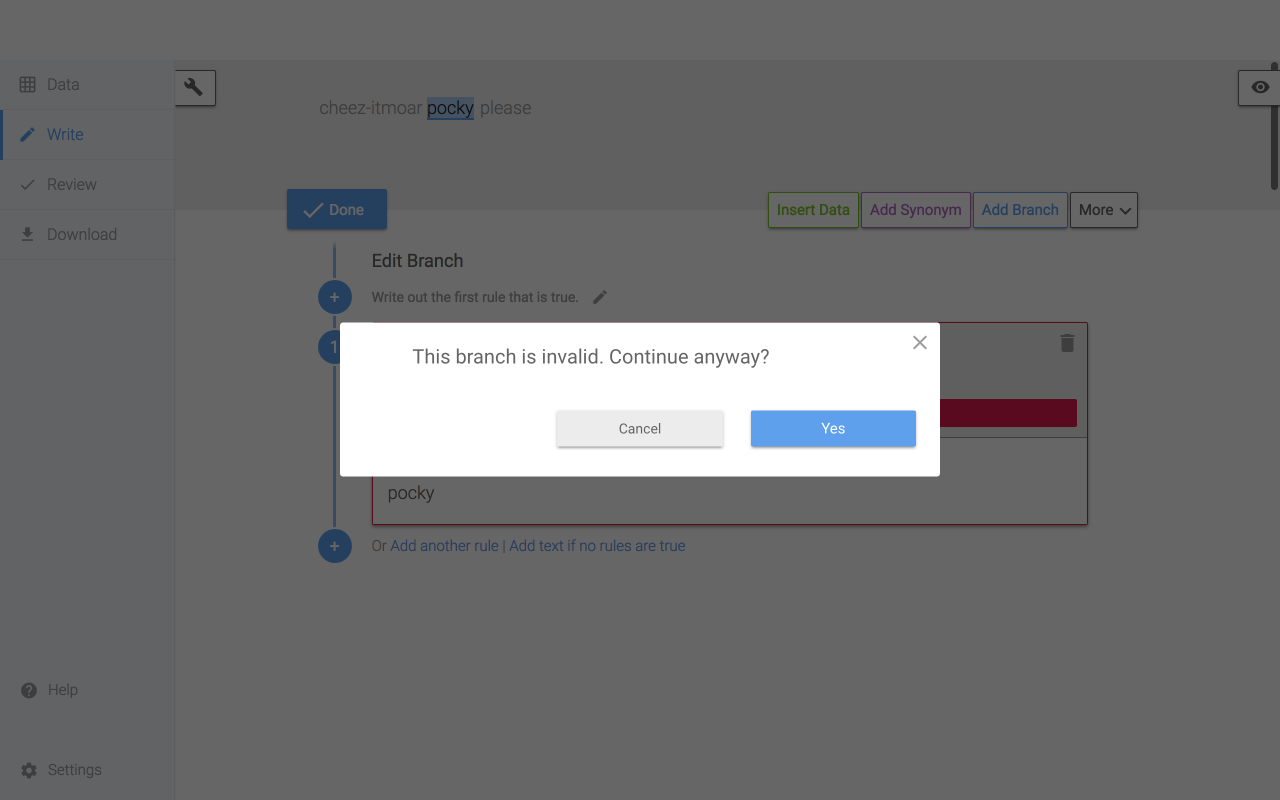 Data
Write
Review
Download
Help
Settings
cheez-itmoar pocky please
Done
Insert Data
Add Synonym
Add Branch
More
Edit Branch
+
Write out the first rule that is true.
1
This branch is invalid. Continue anyway?
Cancel
Yes
pocky
+
Or Add another rule | Add text if no rules are true